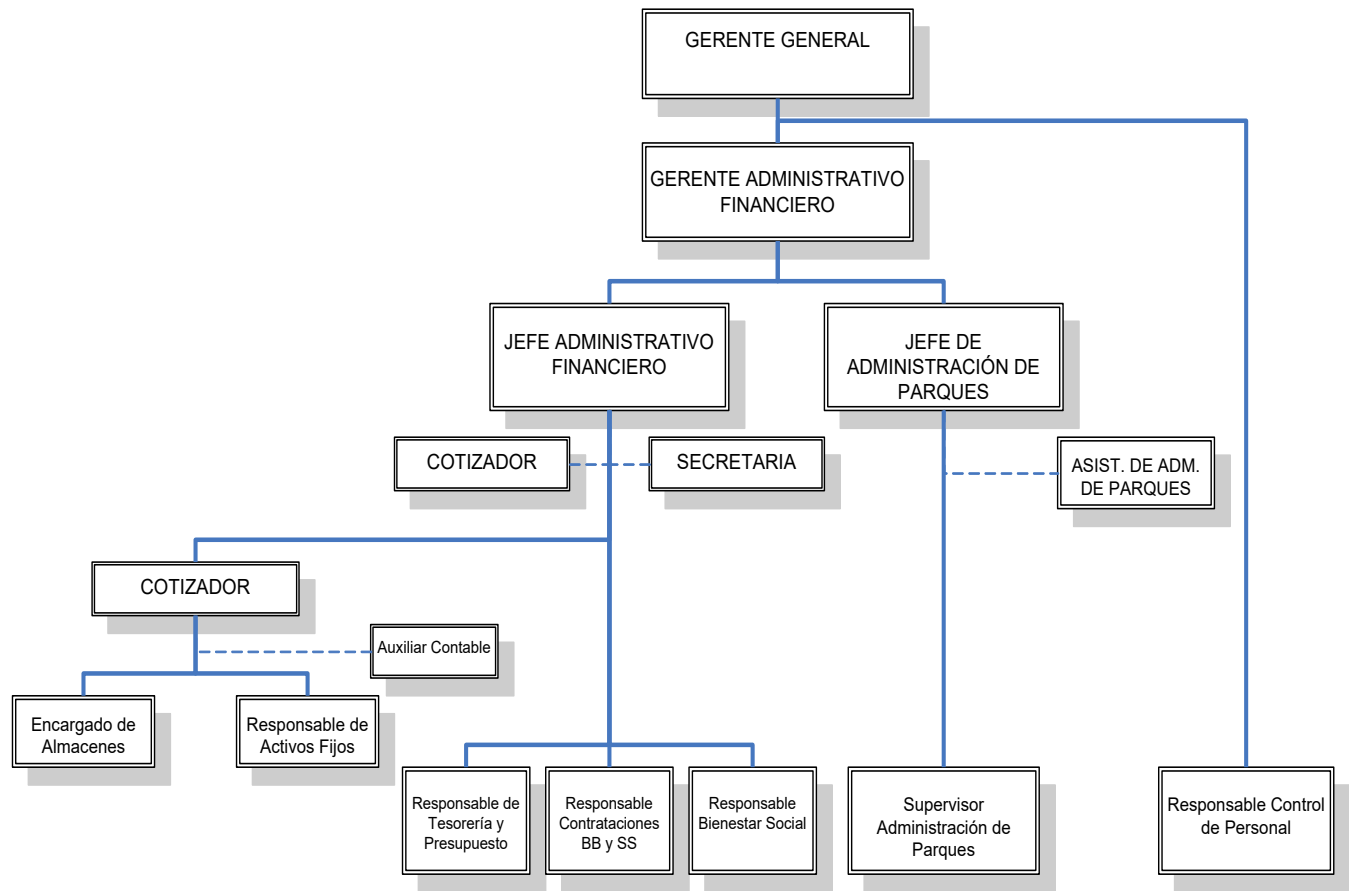 GERENTE GENERAL
GERENTE ADMINISTRATIVO
FINANCIERO
JEFE ADMINISTRATIVO
FINANCIERO
JEFE DE
ADMINISTRACIÓN DE
PARQUES
COTIZADOR
SECRETARIA
ASIST. DE ADM.
DE PARQUES
COTIZADOR
Auxiliar Contable
Encargado de
Almacenes
Responsable de
Activos Fijos
Responsable de
Tesorería y
Presupuesto
Responsable
Contrataciones
BB y SS
Responsable
Bienestar Social
Supervisor
Administración de
Parques
Responsable Control
de Personal